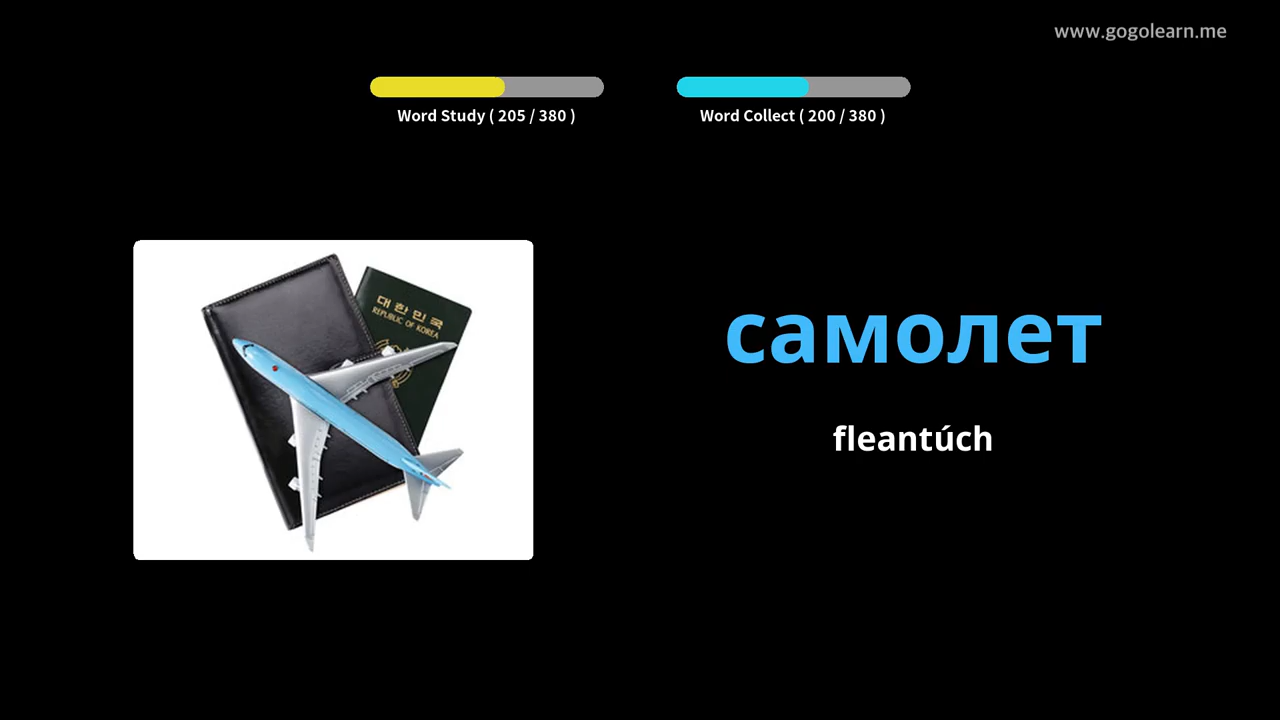 www.gogolearn.me
Word Study ( 205 / 380 )
Word Collect ( 200 / 380 )
대한민국
REPUBLIC OF KOREA
самолет
fleantúch